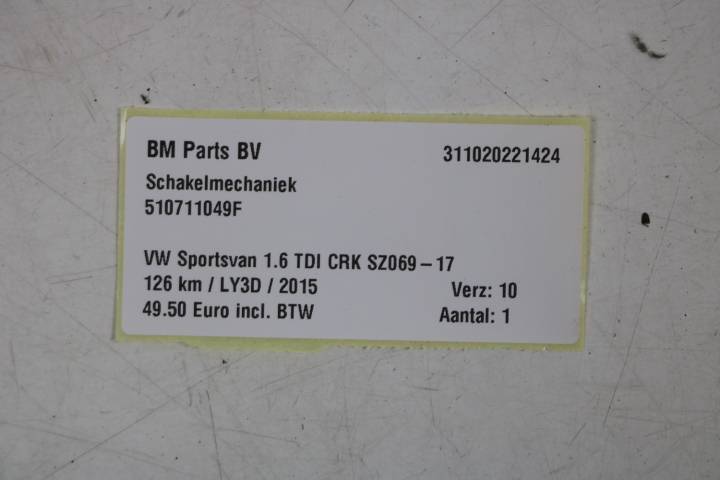 BM Parts BV 311020221424
Schakelmechaniek
510711049F
VW Sportsvan 1.6 TDI CRK SZ069-17
126 km / LY3D / 2015 Verz: 10
49.50 Euro incl. BTW Aantal: 1